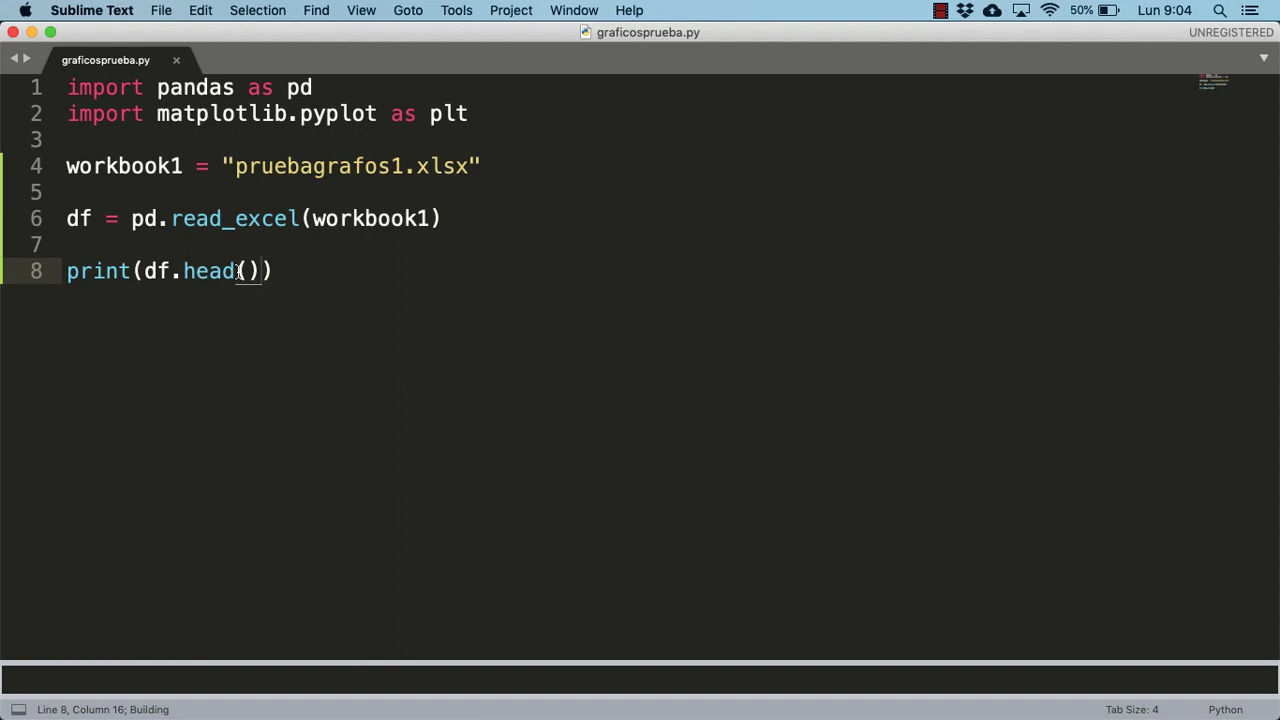 Sublime Text File Edit Selection Find View Goto Tools Project Window Help 50% Lun 9:04
graficosprueba.py UNREGISTERED
graficosprueba.py ×
1 import pandas as pd
2 import matplotlib.pyplot as plt
3
4 workbook1 = "pruebagrafos1.xlsx"
5
6 df = pd.read_excel(workbook1)
7
8 print(df.head())
Line 8, Column 16; Building Tab Size: 4 Python